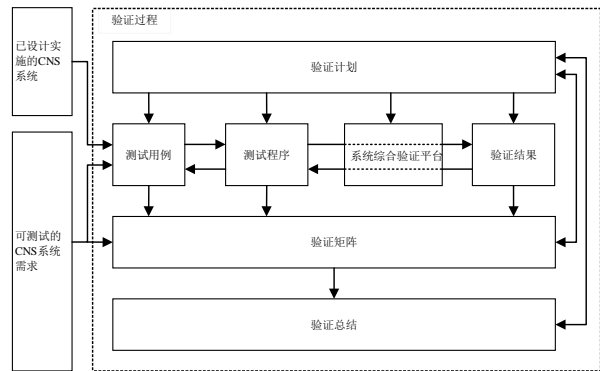 验证过程
已设计实
施的CNS
系统
验证计划
测试用例
测试程序
系统综合验证平台
验证结果
可测试的
CNS系统
需求
验证矩阵
验证总结